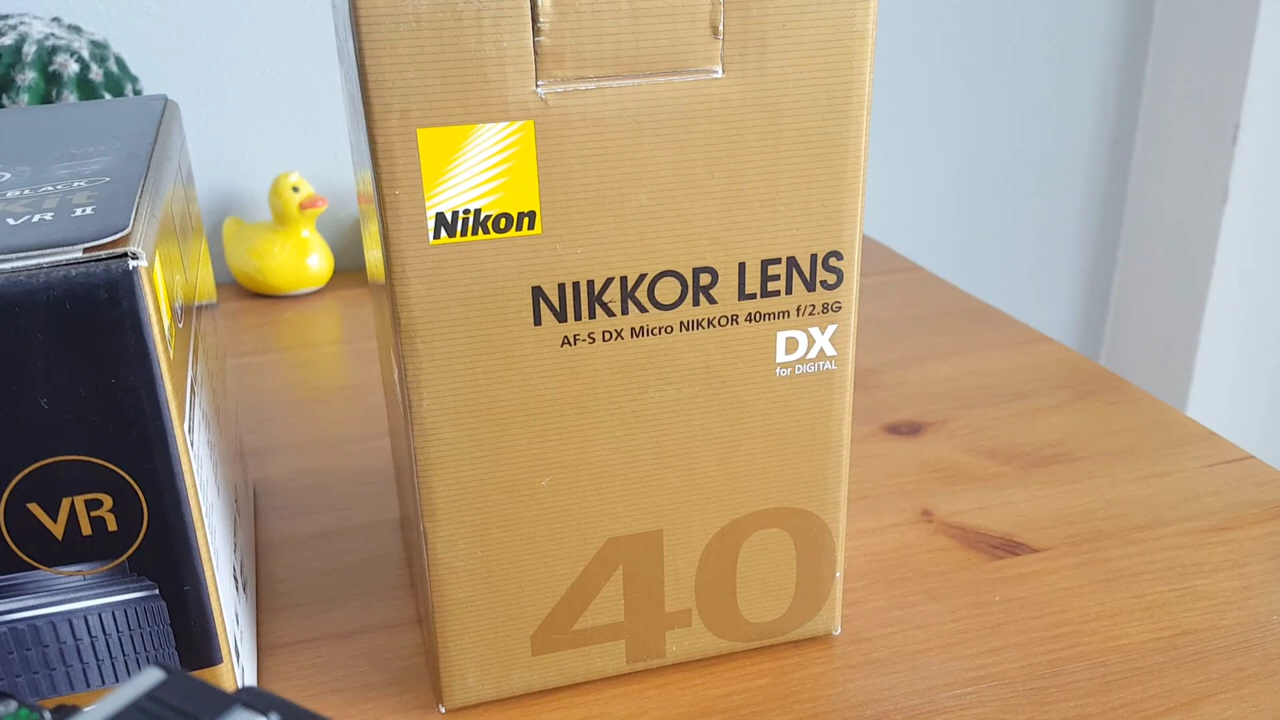 BLACK
Kit
VR II
VR
Nikon
NIKKOR LENS
AF-S DX Micro NIKKOR 40mm f/2.8G
DX
for DIGITAL
40